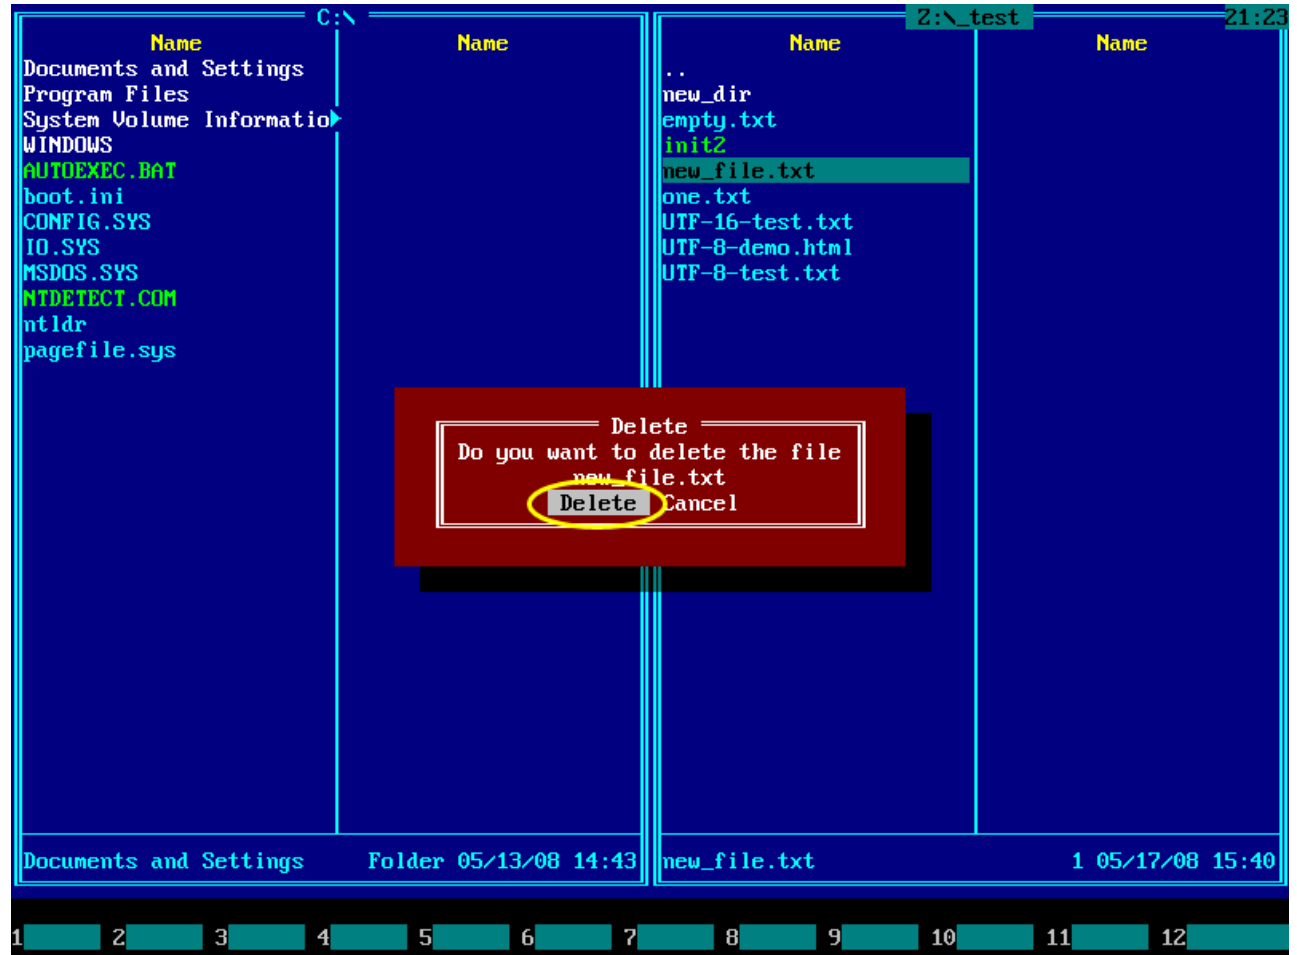 C:\
Name Name
Documents and Settings
Program Files
System Volume Informatio
WINDOWS
AUTOEXEC.BAT
boot.ini
CONFIG.SYS
IO.SYS
MSDOS.SYS
NTDETECT.COM
ntldr
pagefile.sys
Documents and Settings Folder 05/13/08 14:43
Z:\_test 21:23
Name Name
..
new_dir
empty.txt
init2
new_file.txt
one.txt
UTF-16-test.txt
UTF-8-demo.html
UTF-8-test.txt
new_file.txt 1 05/17/08 15:40
Delete
Do you want to delete the file
new_file.txt
Delete Cancel
1 2 3 4 5 6 7 8 9 10 11 12